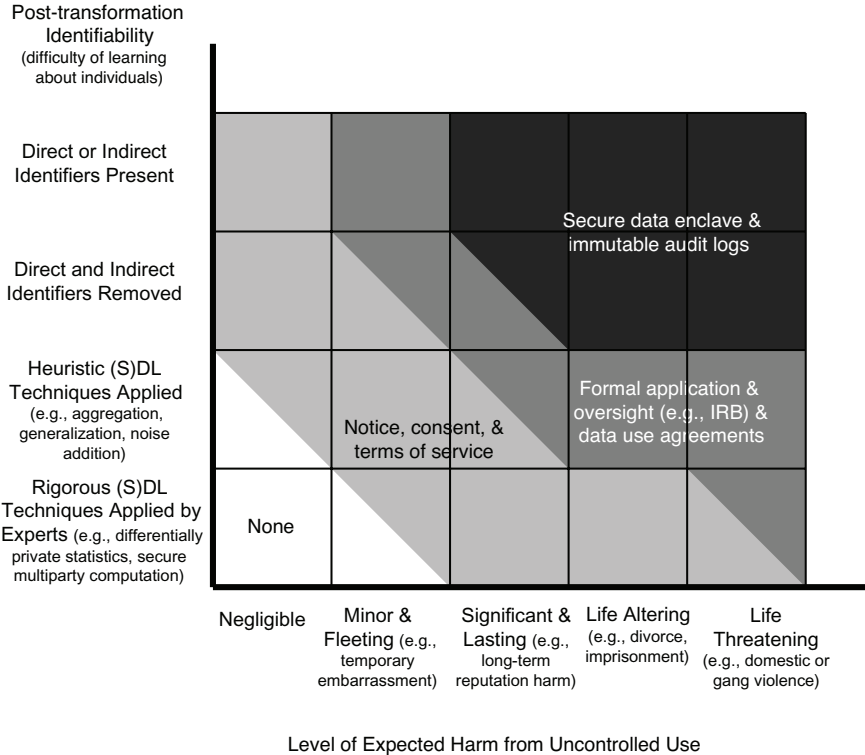 Post-transformation
Identifiability
(difficulty of learning
about individuals)
Direct or Indirect
Identifiers Present
Secure data enclave &
immutable audit logs
Direct and Indirect
Identifiers Removed
Heuristic (S)DL
Techniques Applied
(e.g., aggregation,
generalization, noise
addition)
Formal application &
oversight (e.g., IRB) &
data use agreements
Notice, consent, &
terms of service
Rigorous (S)DL
Techniques Applied by
Experts (e.g., differentially
private statistics, secure
multiparty computation)
None
Negligible
Minor &
Fleeting (e.g.,
temporary
embarrassment)
Significant &
Lasting (e.g.,
long-term
reputation harm)
Life Altering
(e.g., divorce,
imprisonment)
Life
Threatening
(e.g., domestic or
gang violence)
Level of Expected Harm from Uncontrolled Use